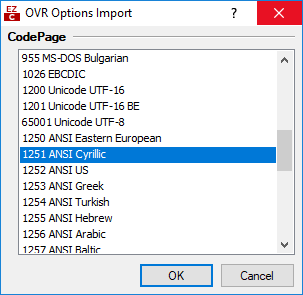 EZ
C
OVR Options Import
?
CodePage
955 MS-DOS Bulgarian
1026 EBCDIC
1200 Unicode UTF-16
1201 Unicode UTF-16 BE
65001 Unicode UTF-8
1250 ANSI Eastern European
1251 ANSI Cyrillic
1252 ANSI US
1253 ANSI Greek
1254 ANSI Turkish
1255 ANSI Hebrew
1256 ANSI Arabic
1257 ANSI Baltic
OK Cancel